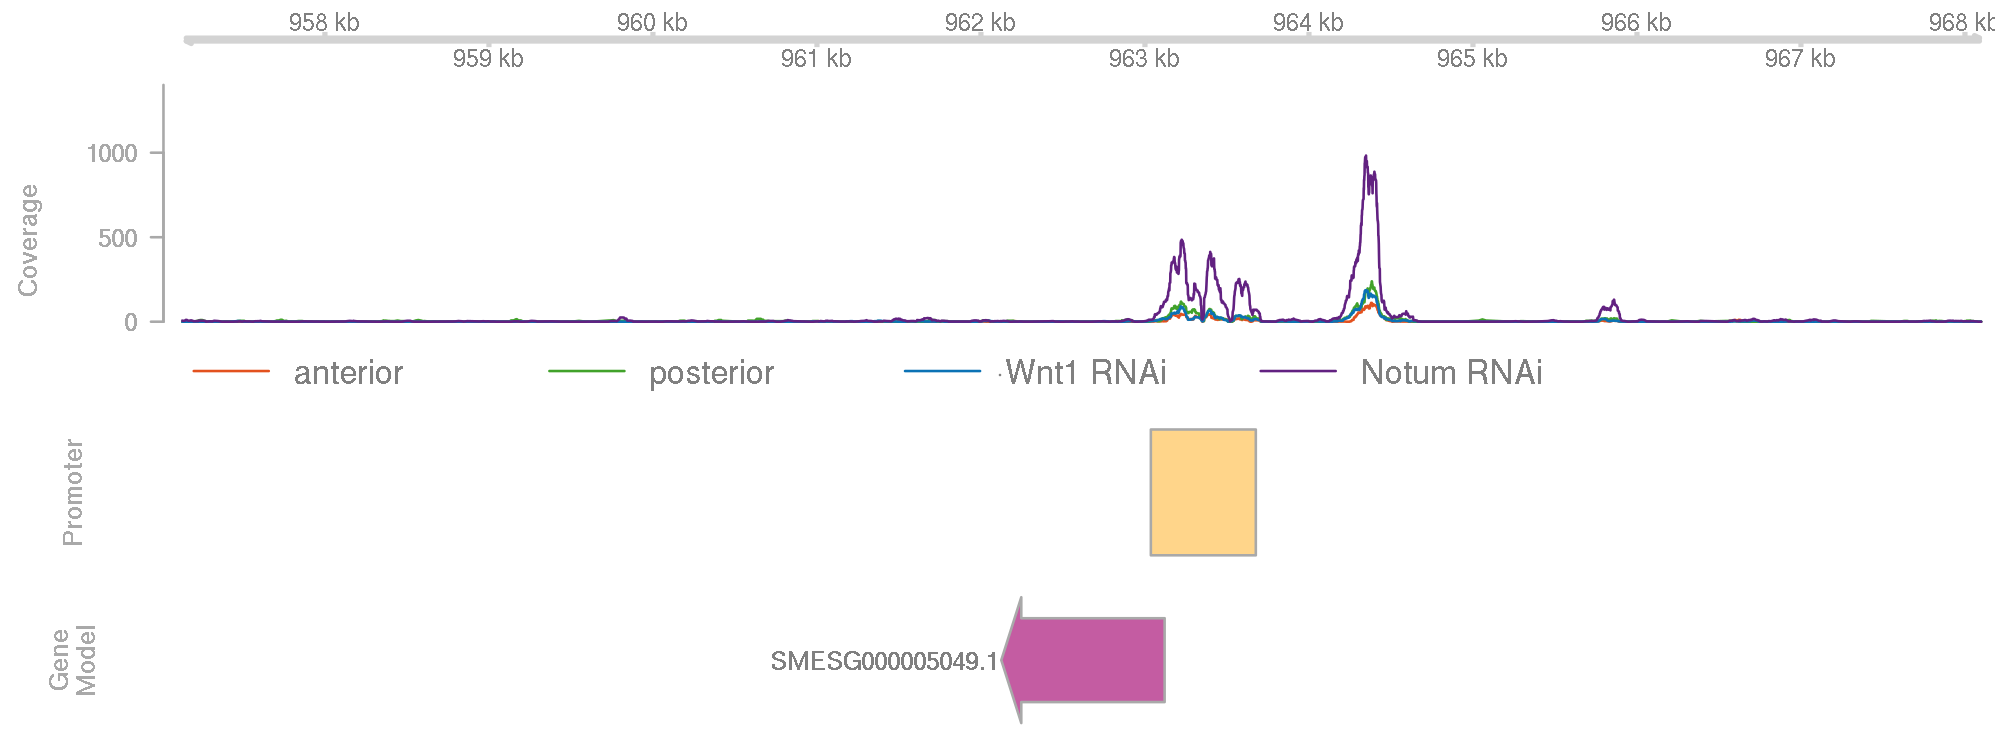 958 kb 960 kb 962 kb 964 kb 966 kb 968 kb
959 kb 961 kb 963 kb 965 kb 967 kb
Coverage
1000
500
0
anterior posterior Wnt1 RNAi Notum RNAi
Promoter
Gene
Model
SMESG000005049.1